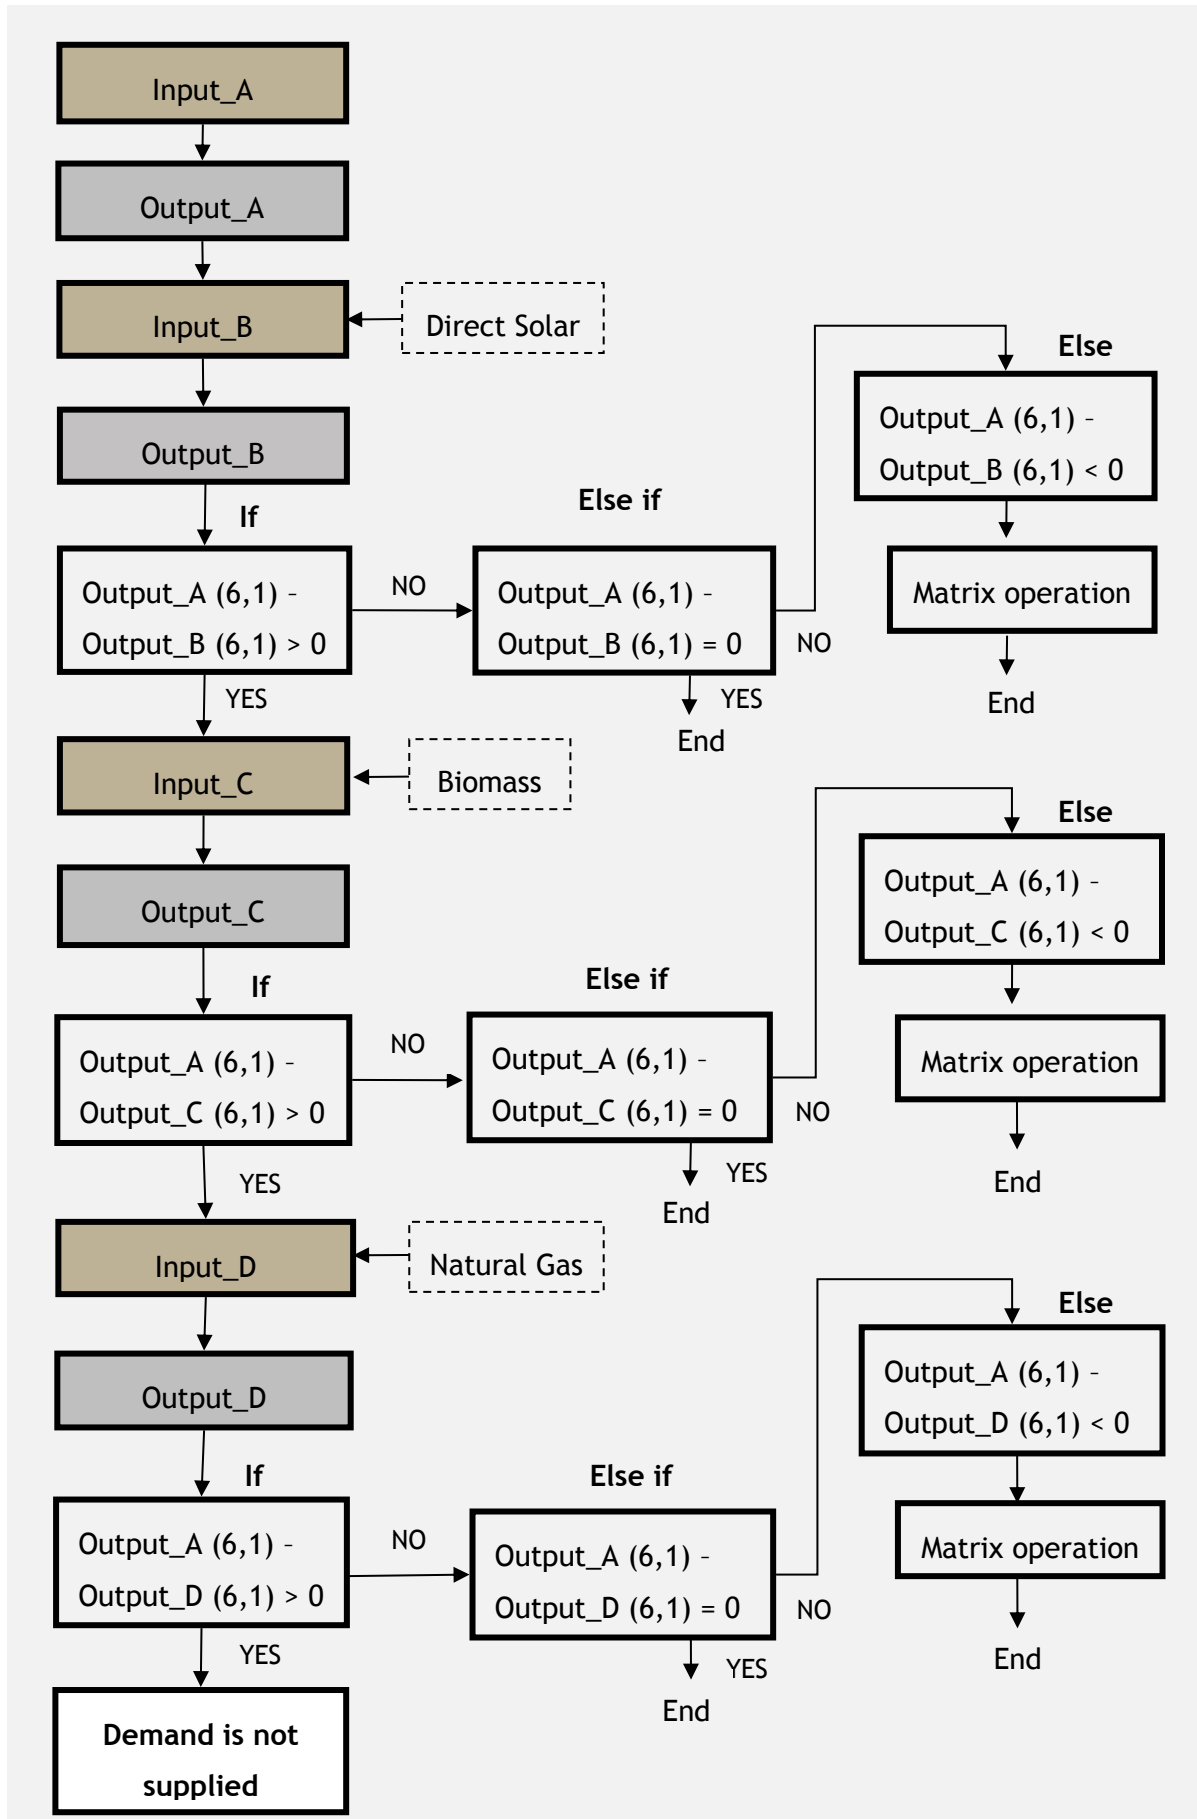 Input_A
Output_A
Input_B
Direct Solar
Output_B
If
Output_A (6,1) –
Output_B (6,1) > 0
NO
YES
Else if
Output_A (6,1) –
Output_B (6,1) = 0
NO
YES
End
Else
Output_A (6,1) –
Output_B (6,1) < 0
Matrix operation
End
Input_C
Biomass
Output_C
If
Output_A (6,1) –
Output_C (6,1) > 0
NO
YES
Else if
Output_A (6,1) –
Output_C (6,1) = 0
NO
YES
End
Else
Output_A (6,1) –
Output_C (6,1) < 0
Matrix operation
End
Input_D
Natural Gas
Output_D
If
Output_A (6,1) –
Output_D (6,1) > 0
NO
YES
Else if
Output_A (6,1) –
Output_D (6,1) = 0
NO
YES
End
Else
Output_A (6,1) –
Output_D (6,1) < 0
Matrix operation
End
Demand is not
supplied